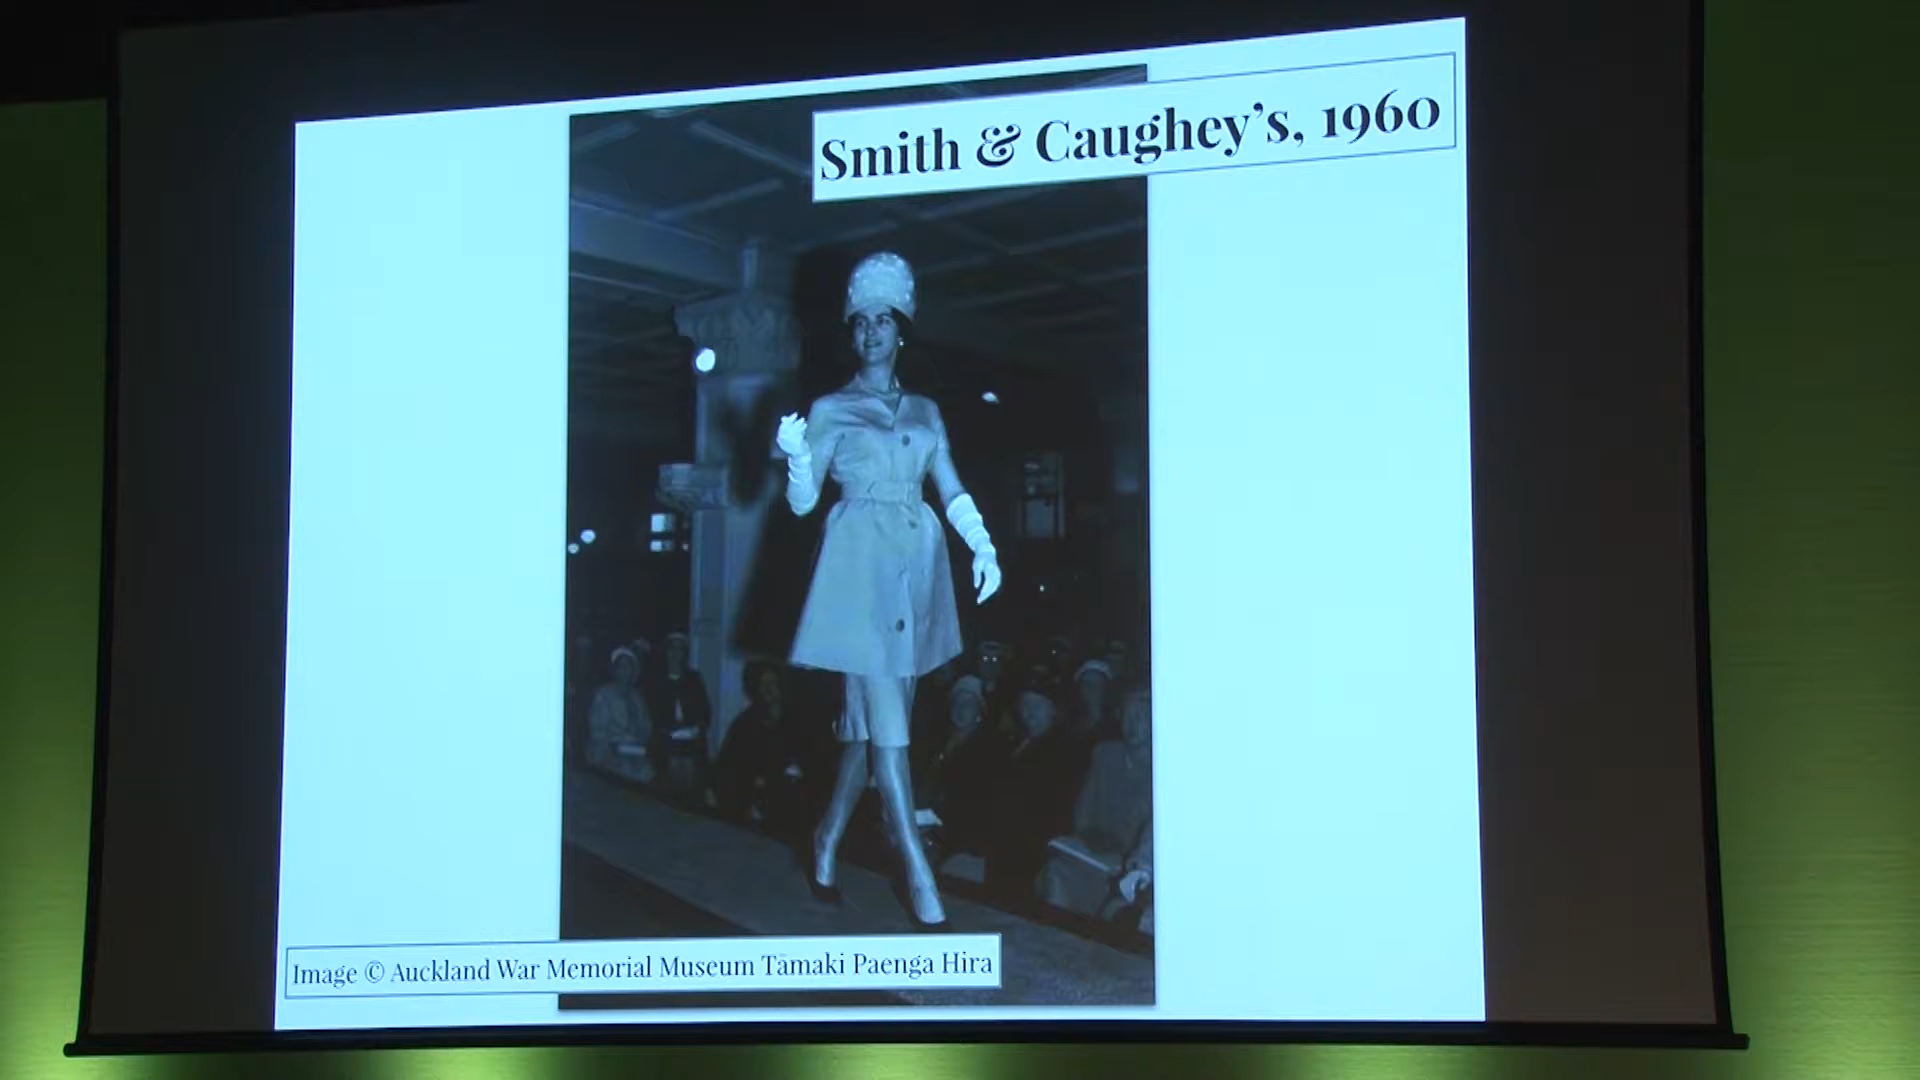 Smith & Caughey’s, 1960
Image © Auckland War Memorial Museum Tāmaki Paenga Hira